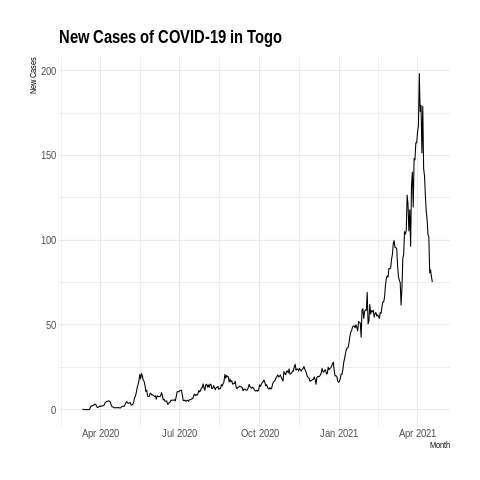 New Cases of COVID-19 in Togo
New Cases
200
150
100
50
0
Apr 2020
Jul 2020
Oct 2020
Jan 2021
Apr 2021
Month